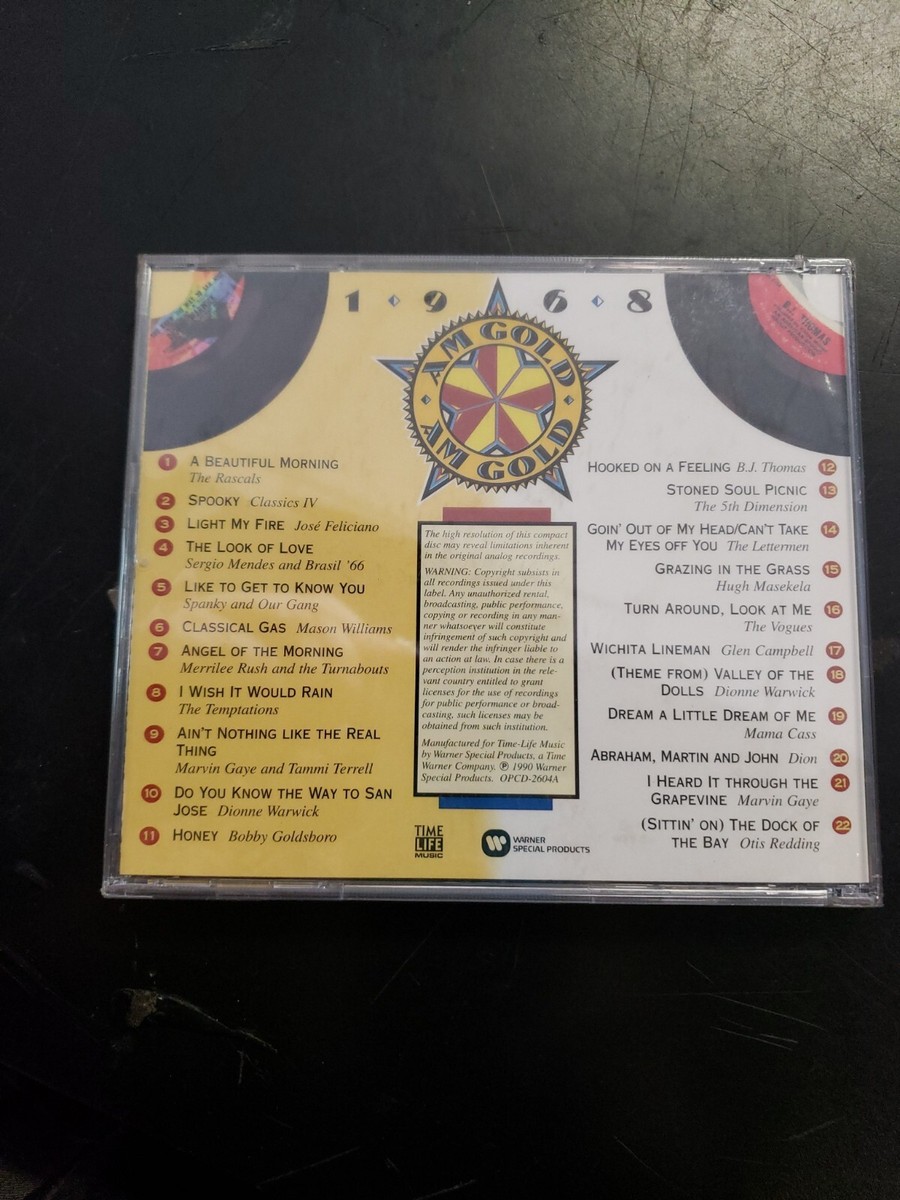 1 9 6 8
AM GOLD
AM GOLD
B.J. THOMAS
1 A BEAUTIFUL MORNING
The Rascals
2 SPOOKY Classics IV
3 LIGHT MY FIRE José Feliciano
4 THE LOOK OF LOVE
Sergio Mendes and Brasil '66
5 LIKE TO GET TO KNOW YOU
Spanky and Our Gang
6 CLASSICAL GAS Mason Williams
7 ANGEL OF THE MORNING
Merrilee Rush and the Turnabouts
8 I WISH IT WOULD RAIN
The Temptations
9 AIN'T NOTHING LIKE THE REAL
THING
Marvin Gaye and Tammi Terrell
10 DO YOU KNOW THE WAY TO SAN
JOSE Dionne Warwick
11 HONEY Bobby Goldsboro
The high resolution of this compact
disc may reveal limitations inherent
in the original analog recordings.
WARNING: Copyright subsists in
all recordings issued under this
label. Any unauthorized rental,
broadcasting, public performance,
copying or recording in any man-
ner whatsoever will constitute
infringement of such copyright and
will render the infringer liable to
an action at law. In case there is a
perception institution in the rele-
vant country entitled to grant
licenses for the use of recordings
for public performance or broad-
casting, such licenses may be
obtained from such institution.
Manufactured for Time-Life Music
by Warner Special Products, a Time
Warner Company. ℗ 1990 Warner
Special Products. OPCD-2604A
TIME
LIFE
MUSIC
WARNER
SPECIAL PRODUCTS
HOOKED ON A FEELING B.J. Thomas 12
STONED SOUL PICNIC 13
The 5th Dimension
GOIN' OUT OF MY HEAD/CAN'T TAKE 14
MY EYES OFF YOU The Lettermen
GRAZING IN THE GRASS 15
Hugh Masekela
TURN AROUND, LOOK AT ME 16
The Vogues
WICHITA LINEMAN Glen Campbell 17
(THEME FROM) VALLEY OF THE 18
DOLLS Dionne Warwick
DREAM A LITTLE DREAM OF ME 19
Mama Cass
ABRAHAM, MARTIN AND JOHN Dion 20
I HEARD IT THROUGH THE 21
GRAPEVINE Marvin Gaye
(SITTIN' ON) THE DOCK OF 22
THE BAY Otis Redding